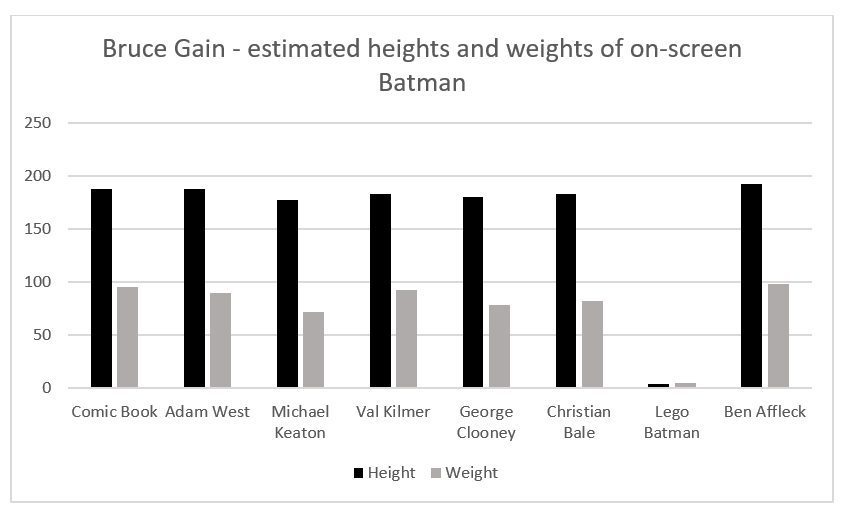 Bruce Gain - estimated heights and weights of on-screen
Batman
250
200
150
100
50
0
Comic Book Adam West Michael Keaton Val Kilmer George Clooney Christian Bale Lego Batman Ben Affleck
Height Weight